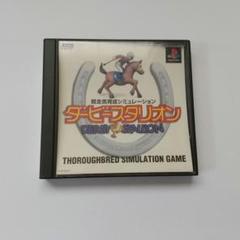 競走馬育成シミュレーション
ダービースタリオン
DERBY STALLION
THOROUGHBRED SIMULATION GAME